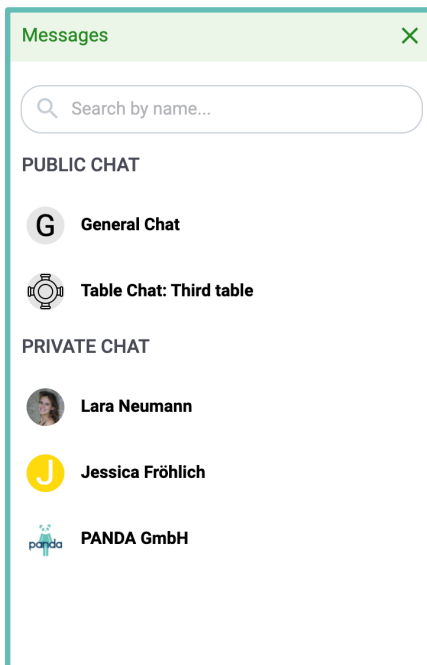 Messages
Search by name...
PUBLIC CHAT
G
General Chat
Table Chat: Third table
PRIVATE CHAT
Lara Neumann
J
Jessica Fröhlich
panda
PANDA GmbH